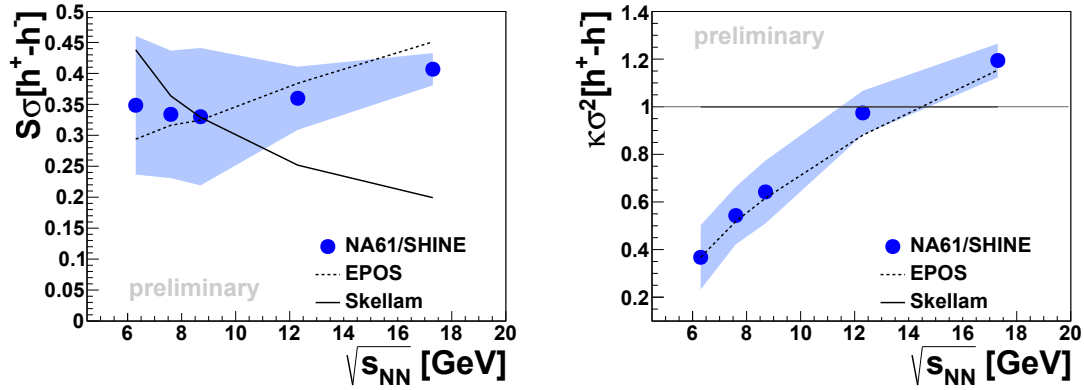 Sσ[h⁺-h⁻]
0.5
0.45
0.4
0.35
0.3
0.25
0.2
0.15
0.1
0.05
0
NA61/SHINE
EPOS
Skellam
preliminary
6 8 10 12 14 16 18 20
√s_NN [GeV]
κσ²[h⁺-h⁻]
1.4
1.2
1
0.8
0.6
0.4
0.2
preliminary
NA61/SHINE
EPOS
Skellam
6 8 10 12 14 16 18 20
√s_NN [GeV]